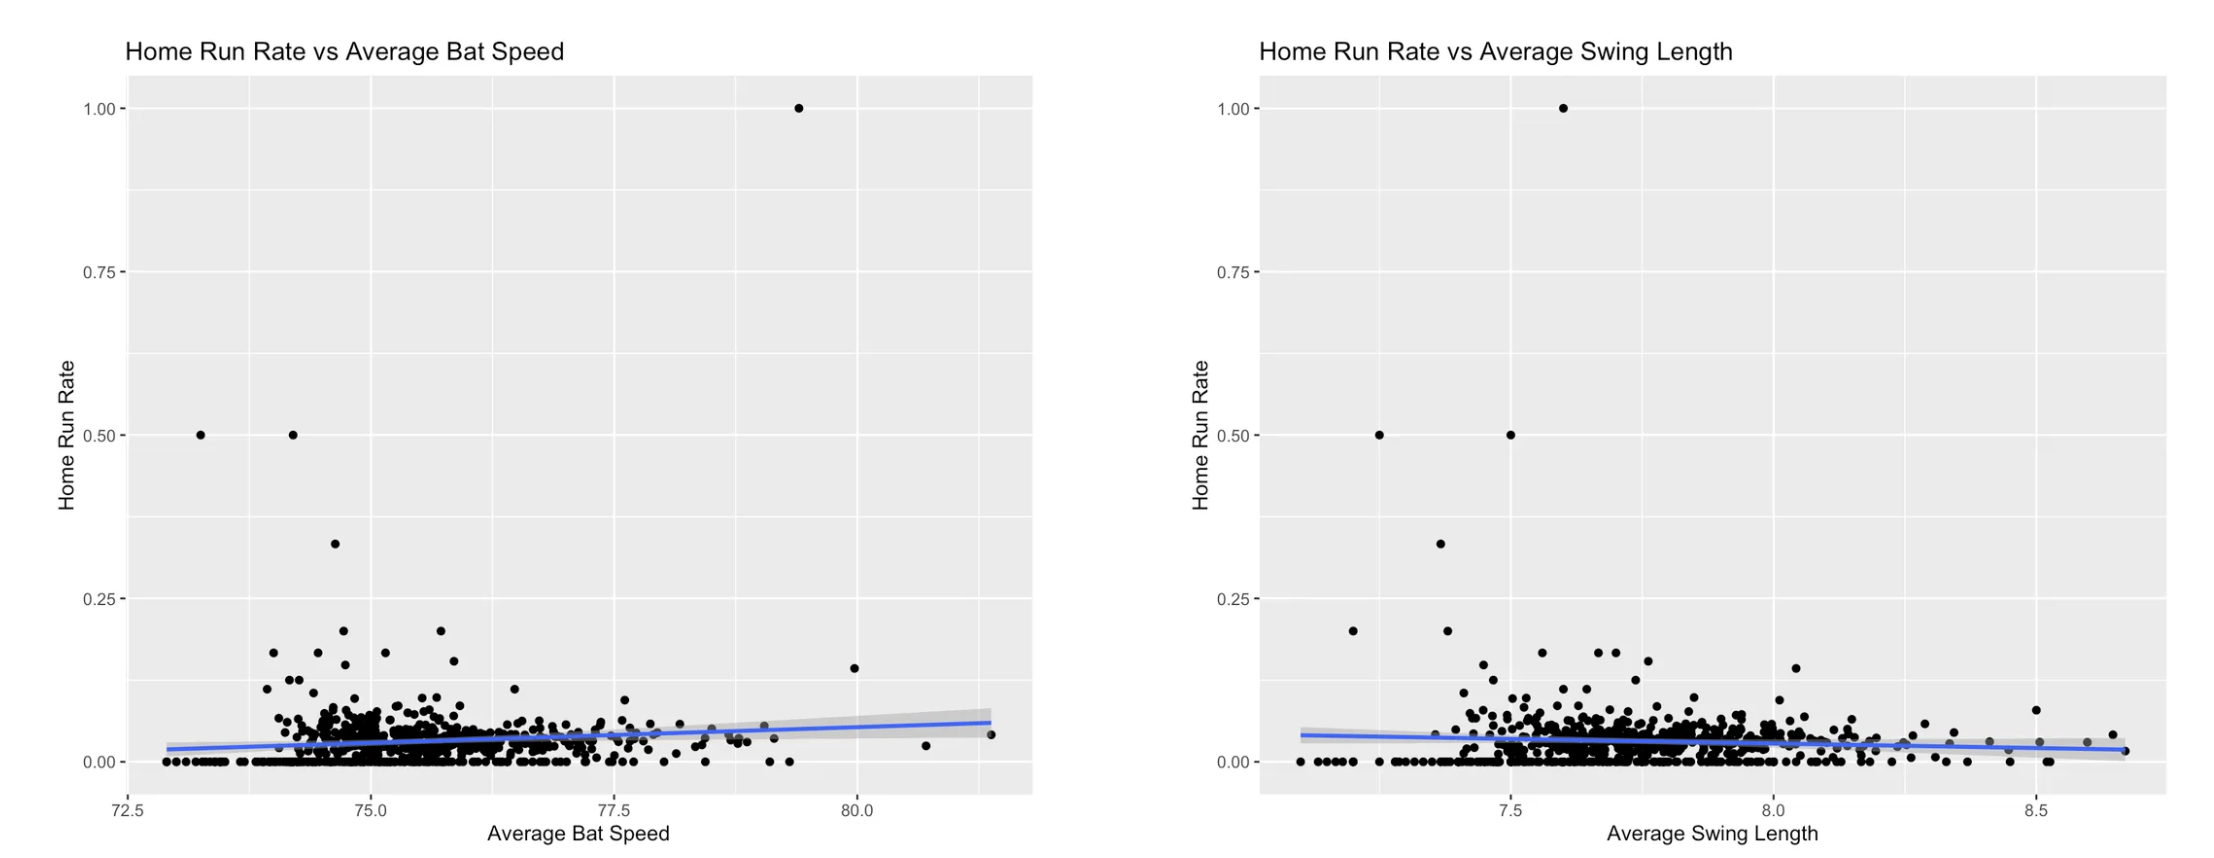 Home Run Rate vs Average Bat Speed
1.00
0.75
0.50
0.25
0.00
Home Run Rate
72.5 75.0 77.5 80.0
Average Bat Speed
Home Run Rate vs Average Swing Length
1.00
0.75
0.50
0.25
0.00
Home Run Rate
7.5 8.0 8.5
Average Swing Length